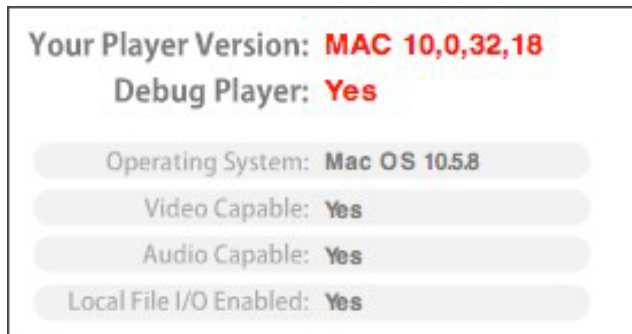 Your Player Version: MAC 10,0,32,18
Debug Player: Yes
Operating System: Mac OS 10.5.8
Video Capable: Yes
Audio Capable: Yes
Local File I/O Enabled: Yes